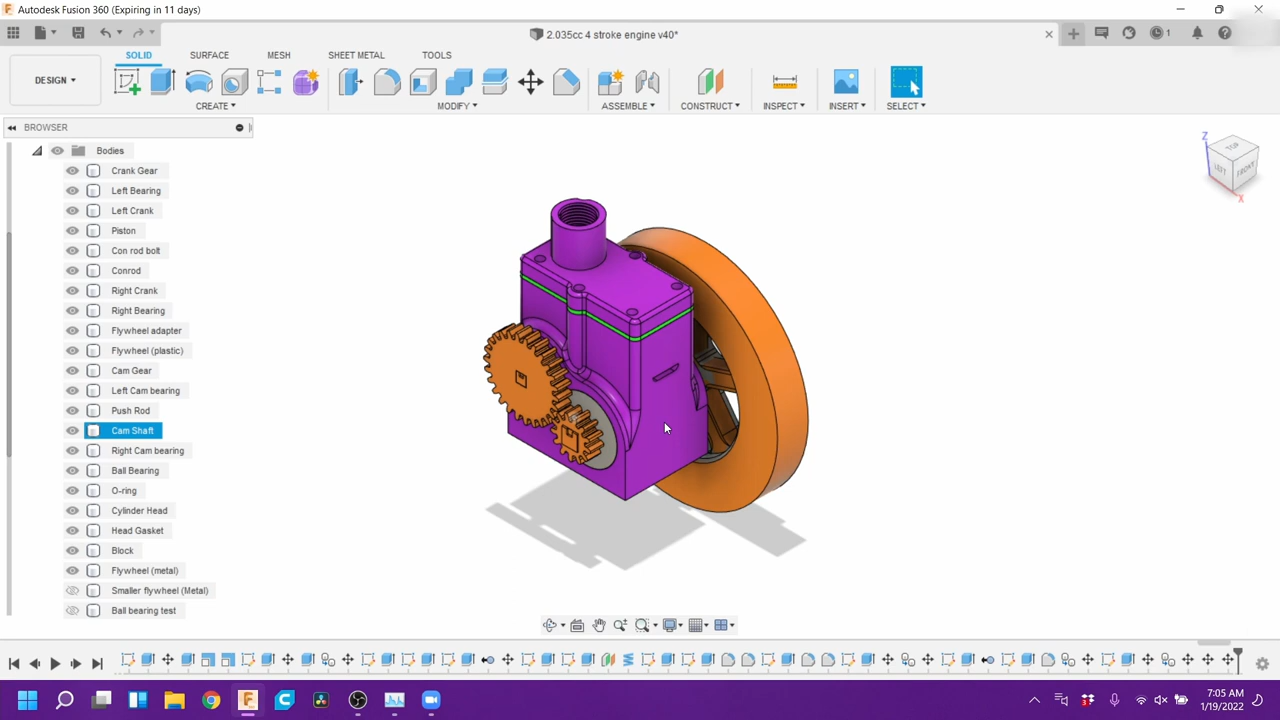 Autodesk Fusion 360 (Expiring in 11 days)
2.035cc 4 stroke engine v40*
1
SOLID SURFACE MESH SHEET METAL TOOLS
DESIGN
CREATE MODIFY ASSEMBLE CONSTRUCT INSPECT INSERT SELECT
BROWSER
Bodies
Crank Gear
Left Bearing
Left Crank
Piston
Con rod bolt
Conrod
Right Crank
Right Bearing
Flywheel adapter
Flywheel (plastic)
Cam Gear
Left Cam bearing
Push Rod
Cam Shaft
Right Cam bearing
Ball Bearing
O-ring
Cylinder Head
Head Gasket
Block
Flywheel (metal)
Smaller flywheel (Metal)
Ball bearing test
Z
TOP
LEFT
FRONT
X
7:05 AM
1/19/2022